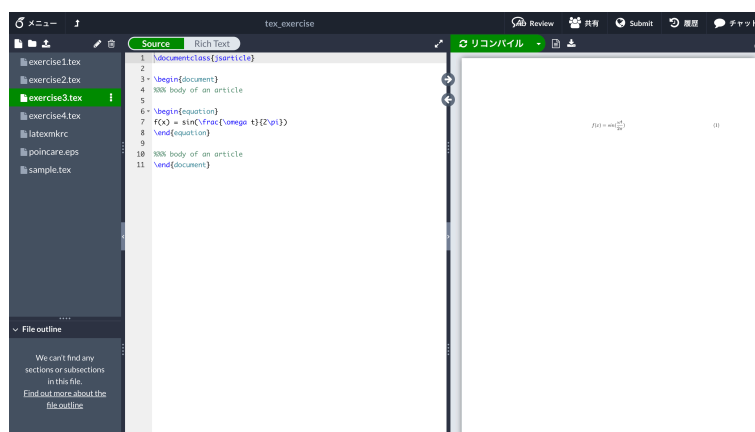 メニュー
tex_exercise
Review
共有
Submit
履歴
チャット
Source
Rich Text
リコンパイル
exercise1.tex
exercise2.tex
exercise3.tex
exercise4.tex
latexmkrc
poincare.eps
sample.tex
1 \documentclass{jsarticle}
2
3 \begin{document}
4 %%% body of an article
5
6 \begin{equation}
7 f(x) = sin(\frac{\omega t}{2\pi})
8 \end{equation}
9
10 %%% body of an article
11 \end{document}
(1)
File outline
We can't find any
sections or subsections
in this file.
Find out more about the
file outline